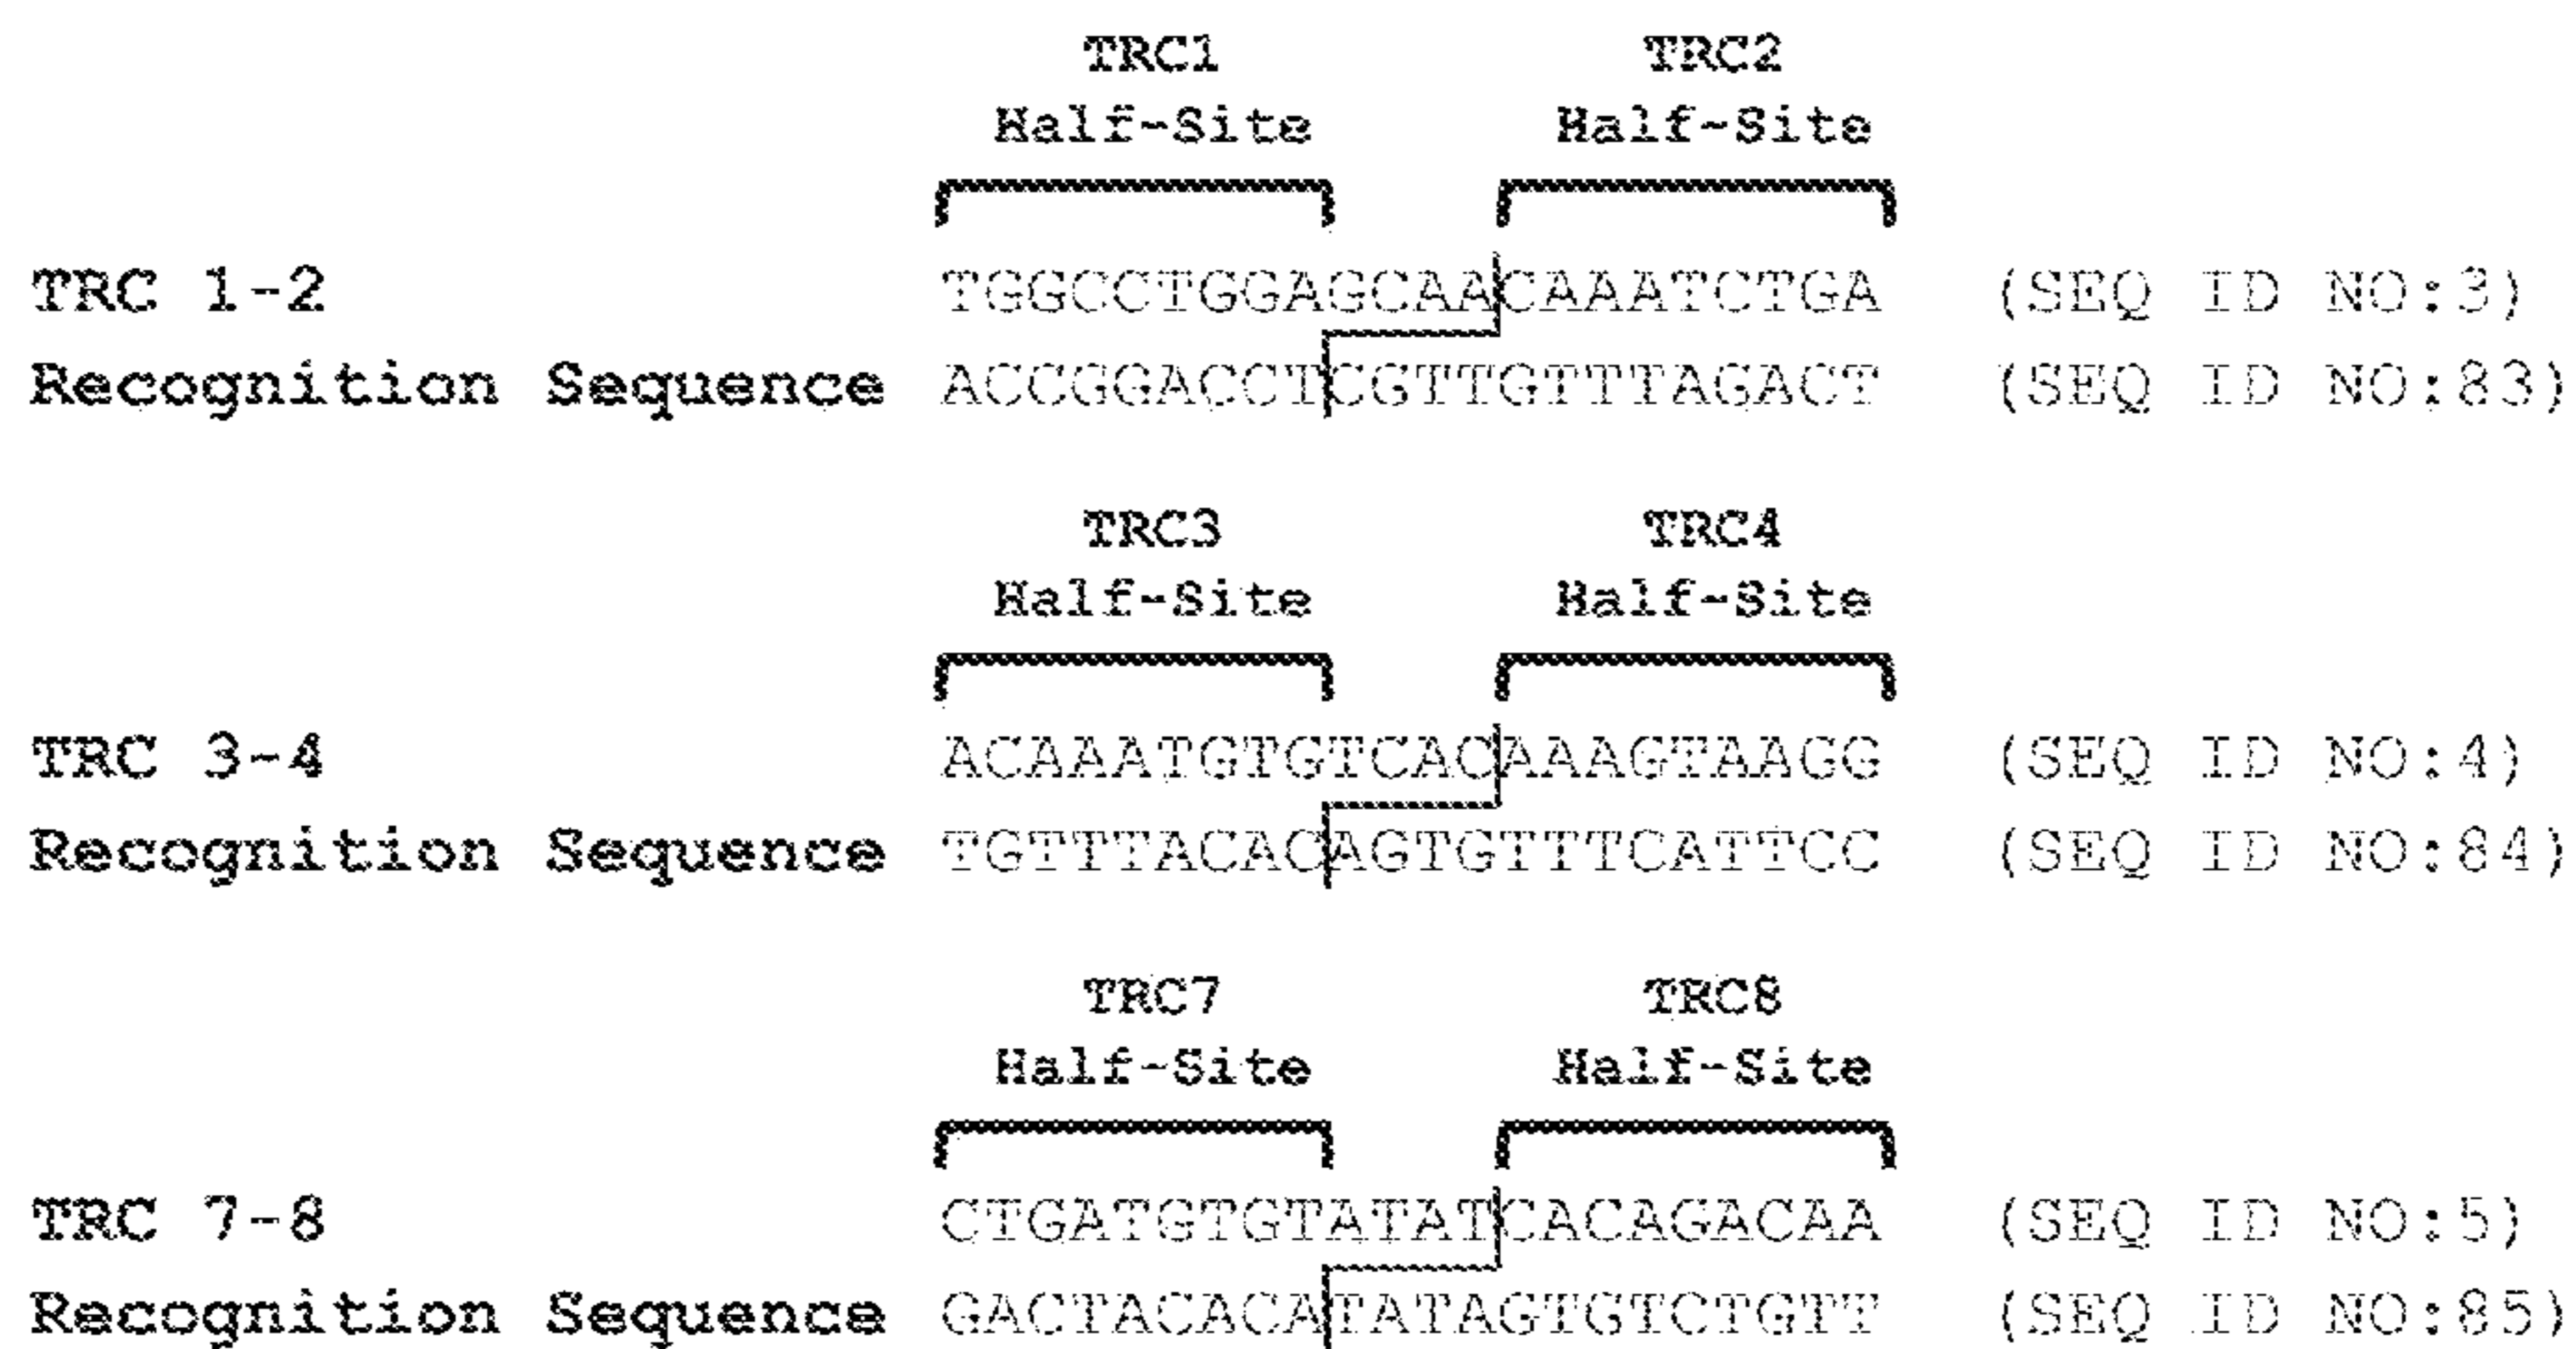 TRC1 TRC2
Half-Site Half-Site
TRC 1-2 TGGCCTGGAGCAACAAATCTGA (SEQ ID NO:3)
Recognition Sequence ACCGGACCTCGTTGTTTAGACT (SEQ ID NO:83)
TRC3 TRC4
Half-Site Half-Site
TRC 3-4 ACAAATGTGTCACAAAGTAAGG (SEQ ID NO:4)
Recognition Sequence TGTTTACACAGTGTTTCATTCC (SEQ ID NO:84)
TRC7 TRC8
Half-Site Half-Site
TRC 7-8 CTGATGTGTATATCACAGACAA (SEQ ID NO:5)
Recognition Sequence GACTACACATATAGTGTCTGTT (SEQ ID NO:85)